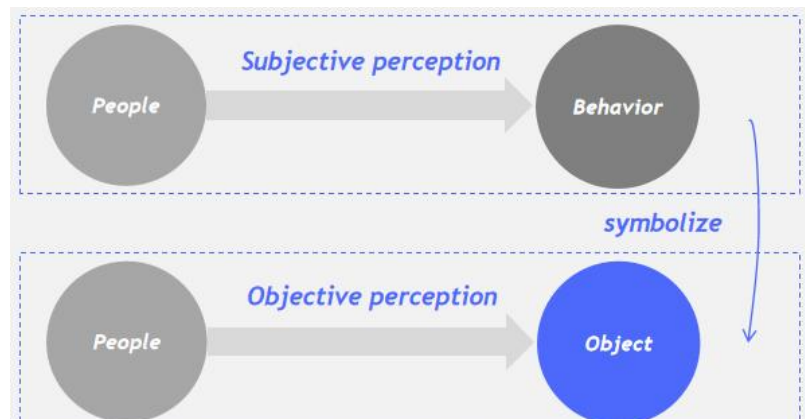 Subjective perception
People
Behavior
symbolize
Objective perception
People
Object